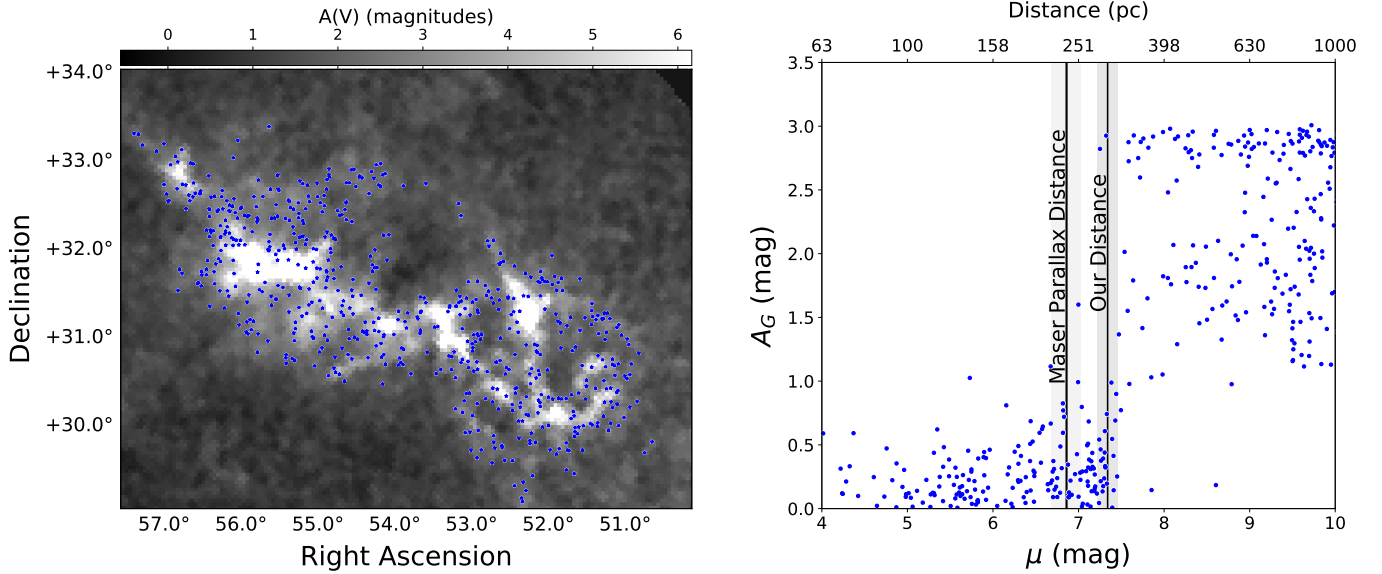 A(V) (magnitudes)
0 1 2 3 4 5 6
+34.0°
+33.0°
+32.0°
+31.0°
+30.0°
Declination
57.0° 56.0° 55.0° 54.0° 53.0° 52.0° 51.0°
Right Ascension
Distance (pc)
63 100 158 251 398 630 1000
3.5
3.0
2.5
2.0
1.5
1.0
0.5
0.0
A_G (mag)
Maser Parallax Distance
Our Distance
4 5 6 7 8 9 10
μ (mag)